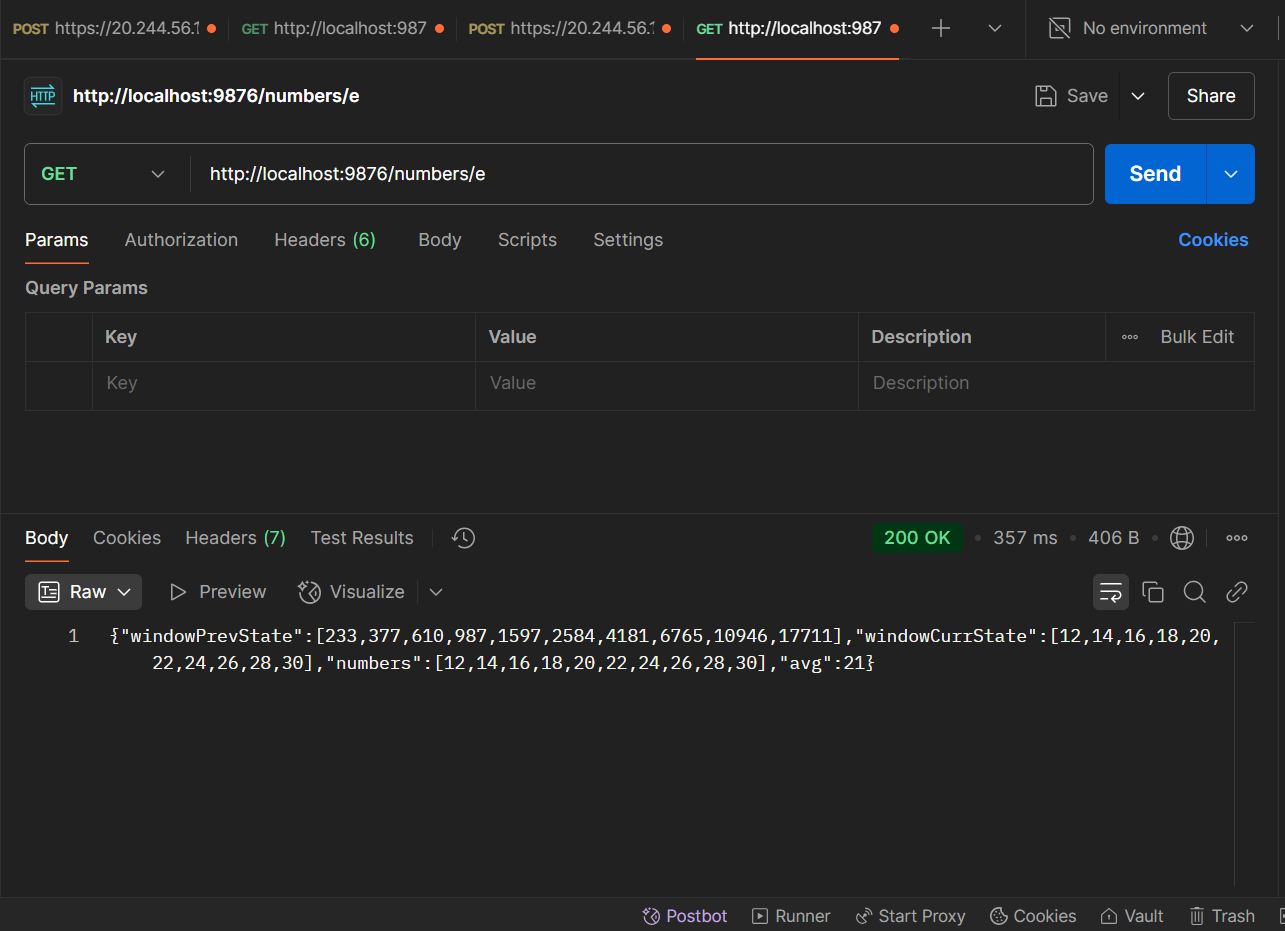 POST https://20.244.56.1 GET http://localhost:987 POST https://20.244.56.1 GET http://localhost:987 No environment
HTTP http://localhost:9876/numbers/e Save Share
GET http://localhost:9876/numbers/e Send
Params Authorization Headers (6) Body Scripts Settings Cookies
Query Params
Key Value Description Bulk Edit
Key Value Description
Body Cookies Headers (7) Test Results 200 OK • 357 ms • 406 B •
Raw Preview Visualize
1 {"windowPrevState":[233,377,610,987,1597,2584,4181,6765,10946,17711],"windowCurrState":[12,14,16,18,20,
22,24,26,28,30],"numbers":[12,14,16,18,20,22,24,26,28,30],"avg":21}
Postbot Runner Start Proxy Cookies Vault Trash